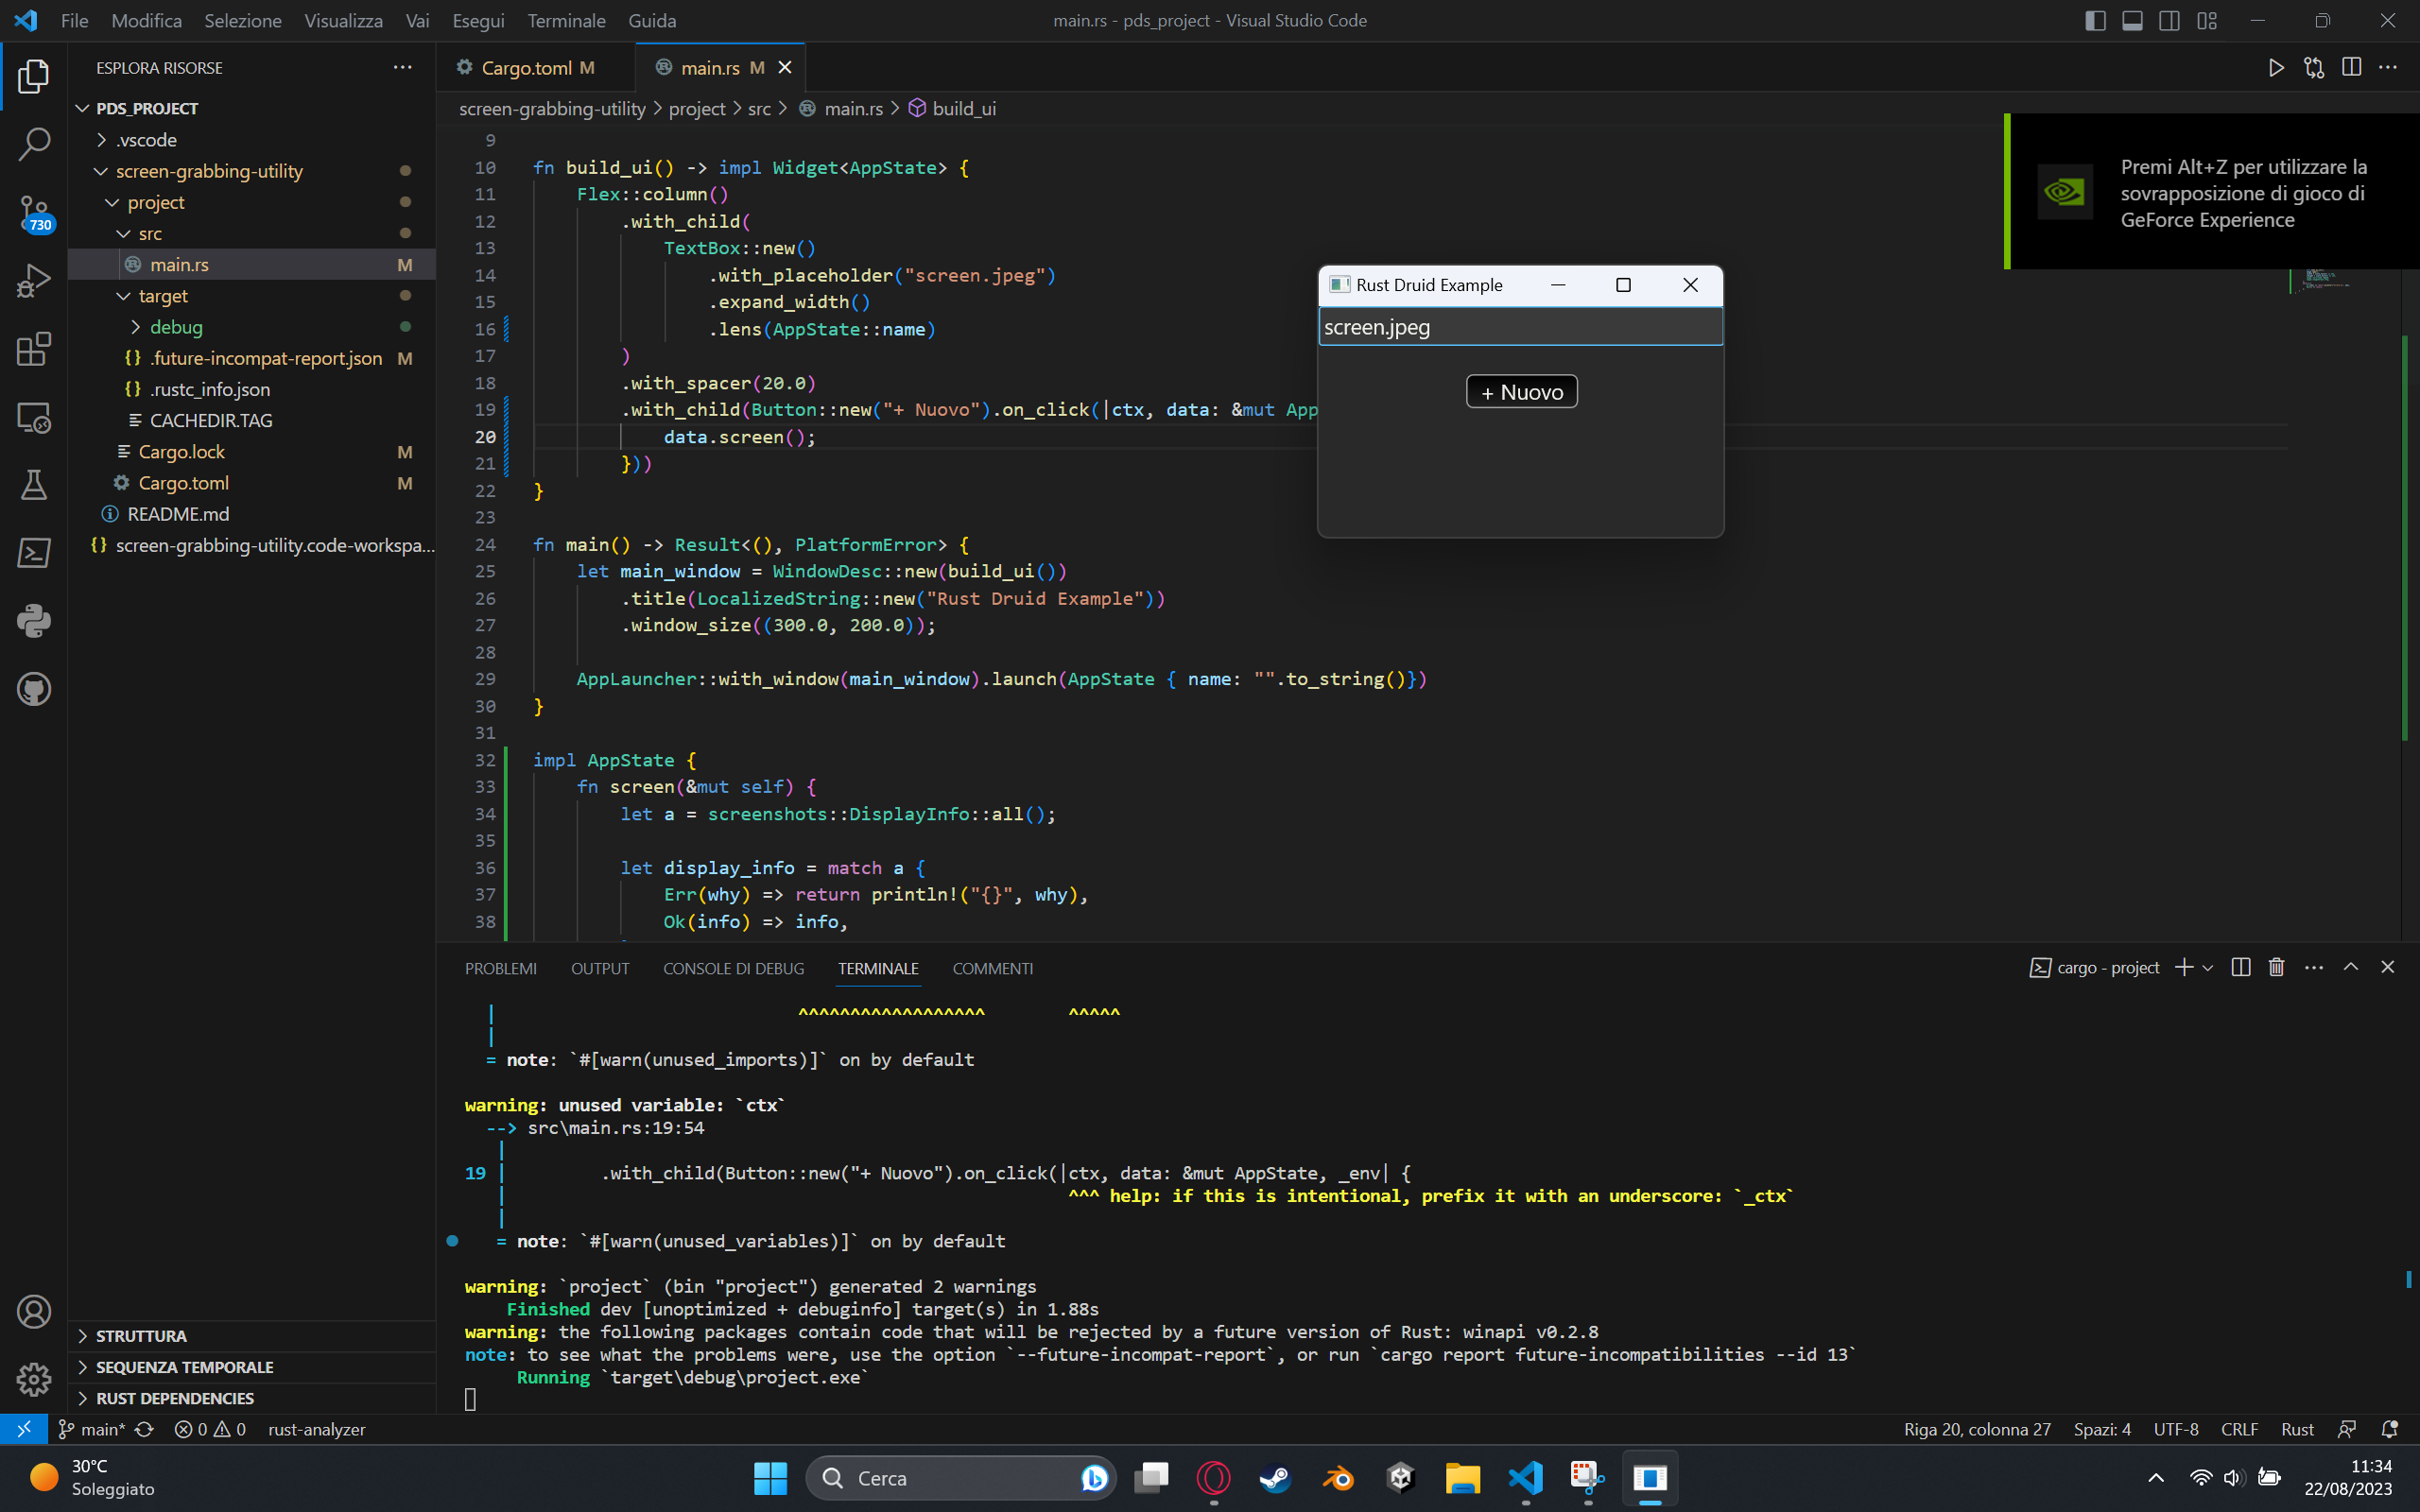 File Modifica Selezione Visualizza Vai Esegui Terminale Guida
main.rs - pds_project - Visual Studio Code
ESPLORA RISORSE
PDS_PROJECT
.vscode
screen-grabbing-utility
project
src
main.rs M
target
debug
{} .future-incompat-report.json M
{} .rustc_info.json
CACHEDIR.TAG
Cargo.lock M
Cargo.toml M
README.md
{} screen-grabbing-utility.code-workspa...
730
STRUTTURA
SEQUENZA TEMPORALE
RUST DEPENDENCIES
Cargo.toml M
main.rs M
screen-grabbing-utility > project > src > main.rs > build_ui
9
10 fn build_ui() -> impl Widget<AppState> {
11 Flex::column()
12 .with_child(
13 TextBox::new()
14 .with_placeholder("screen.jpeg")
15 .expand_width()
16 .lens(AppState::name)
17 )
18 .with_spacer(20.0)
19 .with_child(Button::new("+ Nuovo").on_click(|ctx, data: &mut App
20 data.screen();
21 }))
22 }
23
24 fn main() -> Result<(), PlatformError> {
25 let main_window = WindowDesc::new(build_ui())
26 .title(LocalizedString::new("Rust Druid Example"))
27 .window_size((300.0, 200.0));
28
29 AppLauncher::with_window(main_window).launch(AppState { name: "".to_string()})
30 }
31
32 impl AppState {
33 fn screen(&mut self) {
34 let a = screenshots::DisplayInfo::all();
35
36 let display_info = match a {
37 Err(why) => return println!("{}", why),
38 Ok(info) => info,
Rust Druid Example
screen.jpeg
+ Nuovo
Premi Alt+Z per utilizzare la
sovrapposizione di gioco di
GeForce Experience
PROBLEMI OUTPUT CONSOLE DI DEBUG TERMINALE COMMENTI
cargo - project
| ^^^^^^^^^^^^^^^^^^ ^^^^^
|
= note: `#[warn(unused_imports)]` on by default
warning: unused variable: `ctx`
--> src\main.rs:19:54
|
19 | .with_child(Button::new("+ Nuovo").on_click(|ctx, data: &mut AppState, _env| {
| ^^^ help: if this is intentional, prefix it with an underscore: `_ctx`
|
= note: `#[warn(unused_variables)]` on by default
warning: `project` (bin "project") generated 2 warnings
Finished dev [unoptimized + debuginfo] target(s) in 1.88s
warning: the following packages contain code that will be rejected by a future version of Rust: winapi v0.2.8
note: to see what the problems were, use the option `--future-incompat-report`, or run `cargo report future-incompatibilities --id 13`
Running `target\debug\project.exe`
main* 0 0 rust-analyzer
Riga 20, colonna 27 Spazi: 4 UTF-8 CRLF Rust
30°C
Soleggiato
Cerca
11:34
22/08/2023